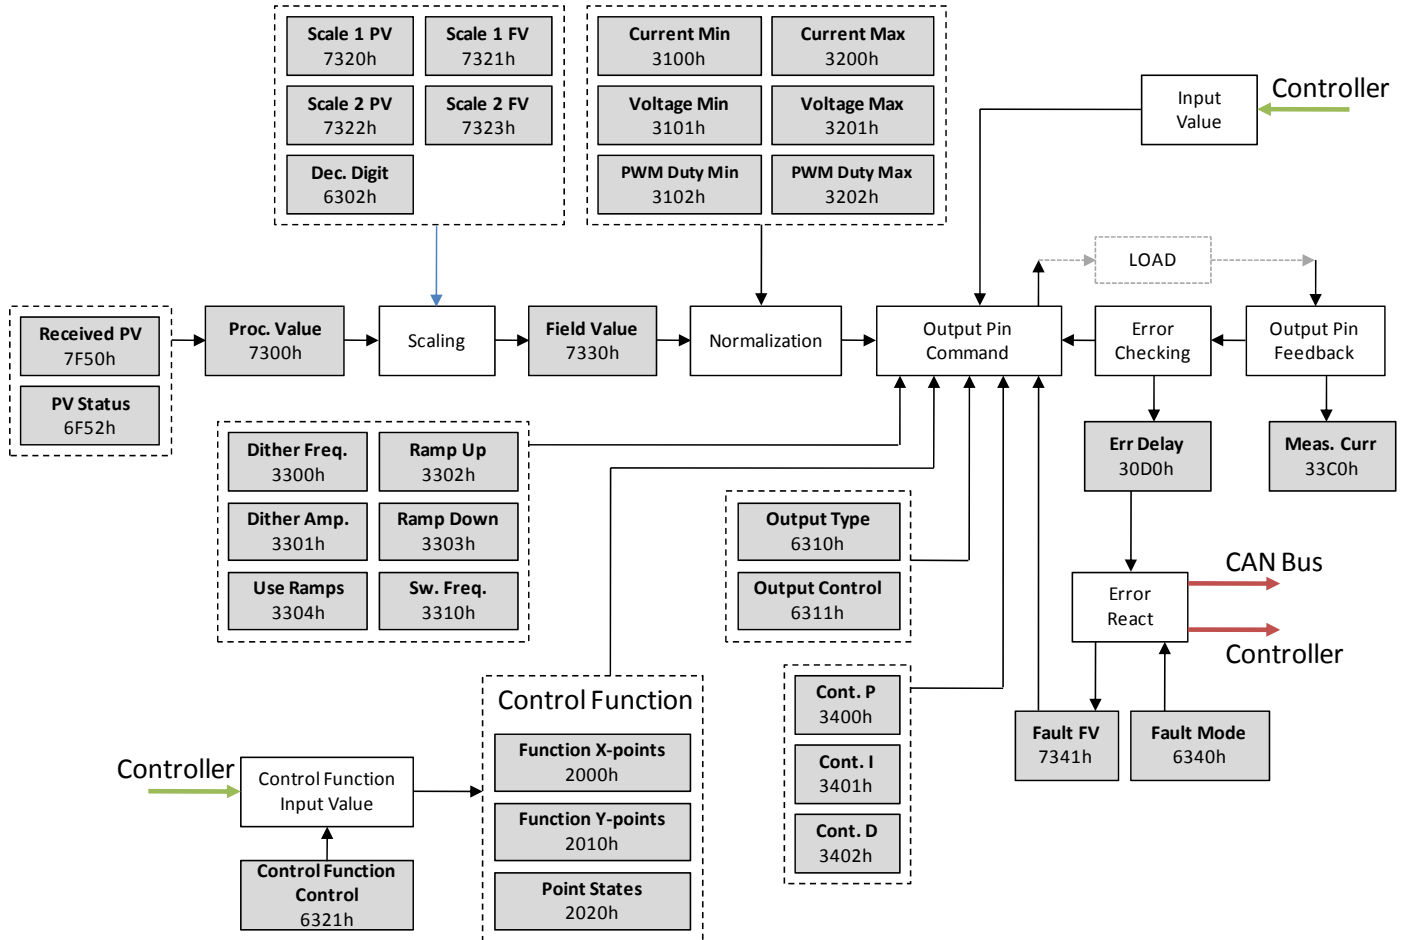 Scale 1 PV
7320h
Scale 1 FV
7321h
Scale 2 PV
7322h
Scale 2 FV
7323h
Dec. Digit
6302h
Current Min
3100h
Current Max
3200h
Voltage Min
3101h
Voltage Max
3201h
PWM Duty Min
3102h
PWM Duty Max
3202h
Input
Value
Controller
LOAD
Received PV
7F50h
PV Status
6F52h
Proc. Value
7300h
Scaling
Field Value
7330h
Normalization
Output Pin
Command
Error
Checking
Output Pin
Feedback
Dither Freq.
3300h
Ramp Up
3302h
Dither Amp.
3301h
Ramp Down
3303h
Use Ramps
3304h
Sw. Freq.
3310h
Output Type
6310h
Output Control
6311h
Err Delay
30D0h
Meas. Curr
33C0h
Error
React
CAN Bus
Controller
Cont. P
3400h
Cont. I
3401h
Cont. D
3402h
Fault FV
7341h
Fault Mode
6340h
Controller
Control Function
Input Value
Control Function
Control
6321h
Control Function
Function X-points
2000h
Function Y-points
2010h
Point States
2020h